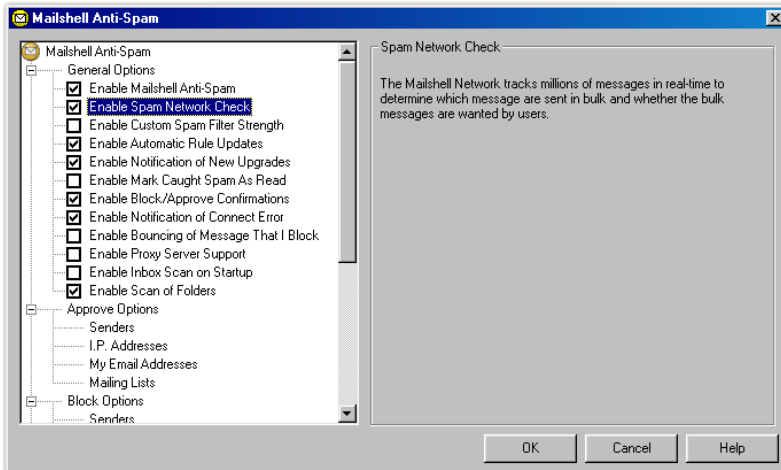 Mailshell Anti-Spam
Mailshell Anti-Spam
General Options
Enable Mailshell Anti-Spam
Enable Spam Network Check
Enable Custom Spam Filter Strength
Enable Automatic Rule Updates
Enable Notification of New Upgrades
Enable Mark Caught Spam As Read
Enable Block/Approve Confirmations
Enable Notification of Connect Error
Enable Bouncing of Message That I Block
Enable Proxy Server Support
Enable Inbox Scan on Startup
Enable Scan of Folders
Approve Options
Senders
I.P. Addresses
My Email Addresses
Mailing Lists
Block Options
Senders
Spam Network Check
The Mailshell Network tracks millions of messages in real-time to
determine which message are sent in bulk and whether the bulk
messages are wanted by users.
OK
Cancel
Help